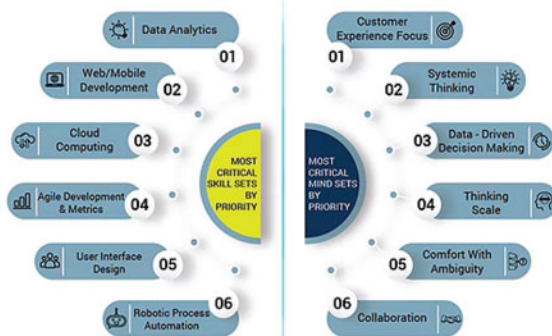 Data Analytics
01
Web/Mobile
Development
02
Cloud
Computing
03
Agile Development
& Metrics
04
User Interface
Design
05
Robotic Process
Automation
06
MOST
CRITICAL
SKILL SETS
BY
PRIORITY
Customer
Experience Focus
01
Systemic
Thinking
02
Data - Driven
Decision Making
03
Thinking
Scale
04
Comfort With
Ambiguity
05
Collaboration
06
MOST
CRITICAL
MIND SETS
BY
PRIORITY